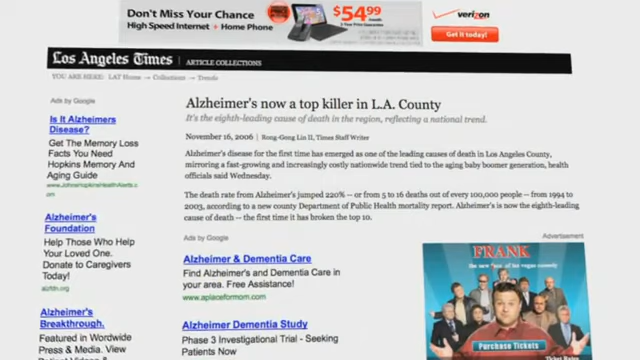 Don't Miss Your Chance
High Speed Internet + Home Phone
$54.99
verizon
Get it today!
Los Angeles Times | ARTICLE COLLECTIONS
YOU ARE HERE: LAT Home → Collections → Trends
Ads by Google
Is It Alzheimers
Disease?
Get The Memory Loss
Facts You Need
Hopkins Memory And
Aging Guide
www.JohnsHopkinsHealthAlerts.c
om
Alzheimer's
Foundation
Help Those Who Help
Your Loved One.
Donate to Caregivers
Today!
alzfdn.org
Alzheimer's
Breakthrough.
Featured in Wordwide
Press & Media. View
Alzheimer's now a top killer in L.A. County
It's the eighth-leading cause of death in the region, reflecting a national trend.
November 16, 2006 | Rong-Gong Lin II, Times Staff Writer
Alzheimer's disease for the first time has emerged as one of the leading causes of death in Los Angeles County,
mirroring a fast-growing and increasingly costly nationwide trend tied to the aging baby boomer generation, health
officials said Wednesday.
The death rate from Alzheimer's jumped 220% -- or from 5 to 16 deaths out of every 100,000 people -- from 1994 to
2003, according to a new county Department of Public Health mortality report. Alzheimer's is now the eighth-leading
cause of death -- the first time it has broken the top 10.
Ads by Google
Alzheimer & Dementia Care
Find Alzheimer's and Dementia Care in
your area. Free Assistance!
www.aplaceformom.com
Alzheimer Dementia Study
Phase 3 Investigational Trial - Seeking
Patients Now
Advertisement
FRANK
Purchase Tickets